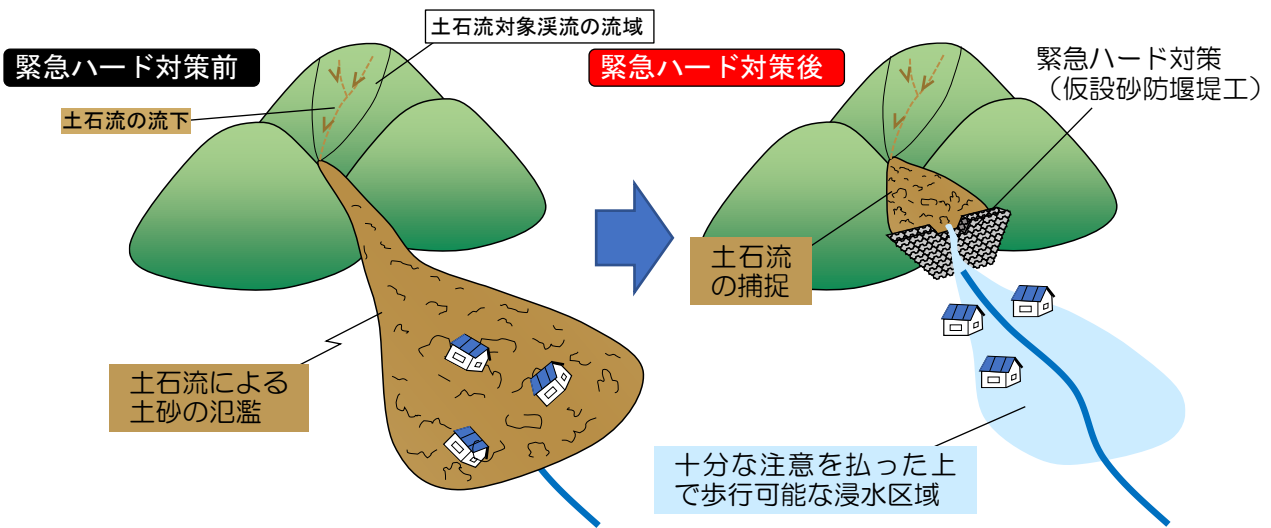 緊急ハード対策前
土石流対象渓流の流域
土石流の流下
土石流による
土砂の氾濫
緊急ハード対策後
緊急ハード対策
（仮設砂防堰堤工）
土石流
の捕捉
十分な注意を払った上
で歩行可能な浸水区域